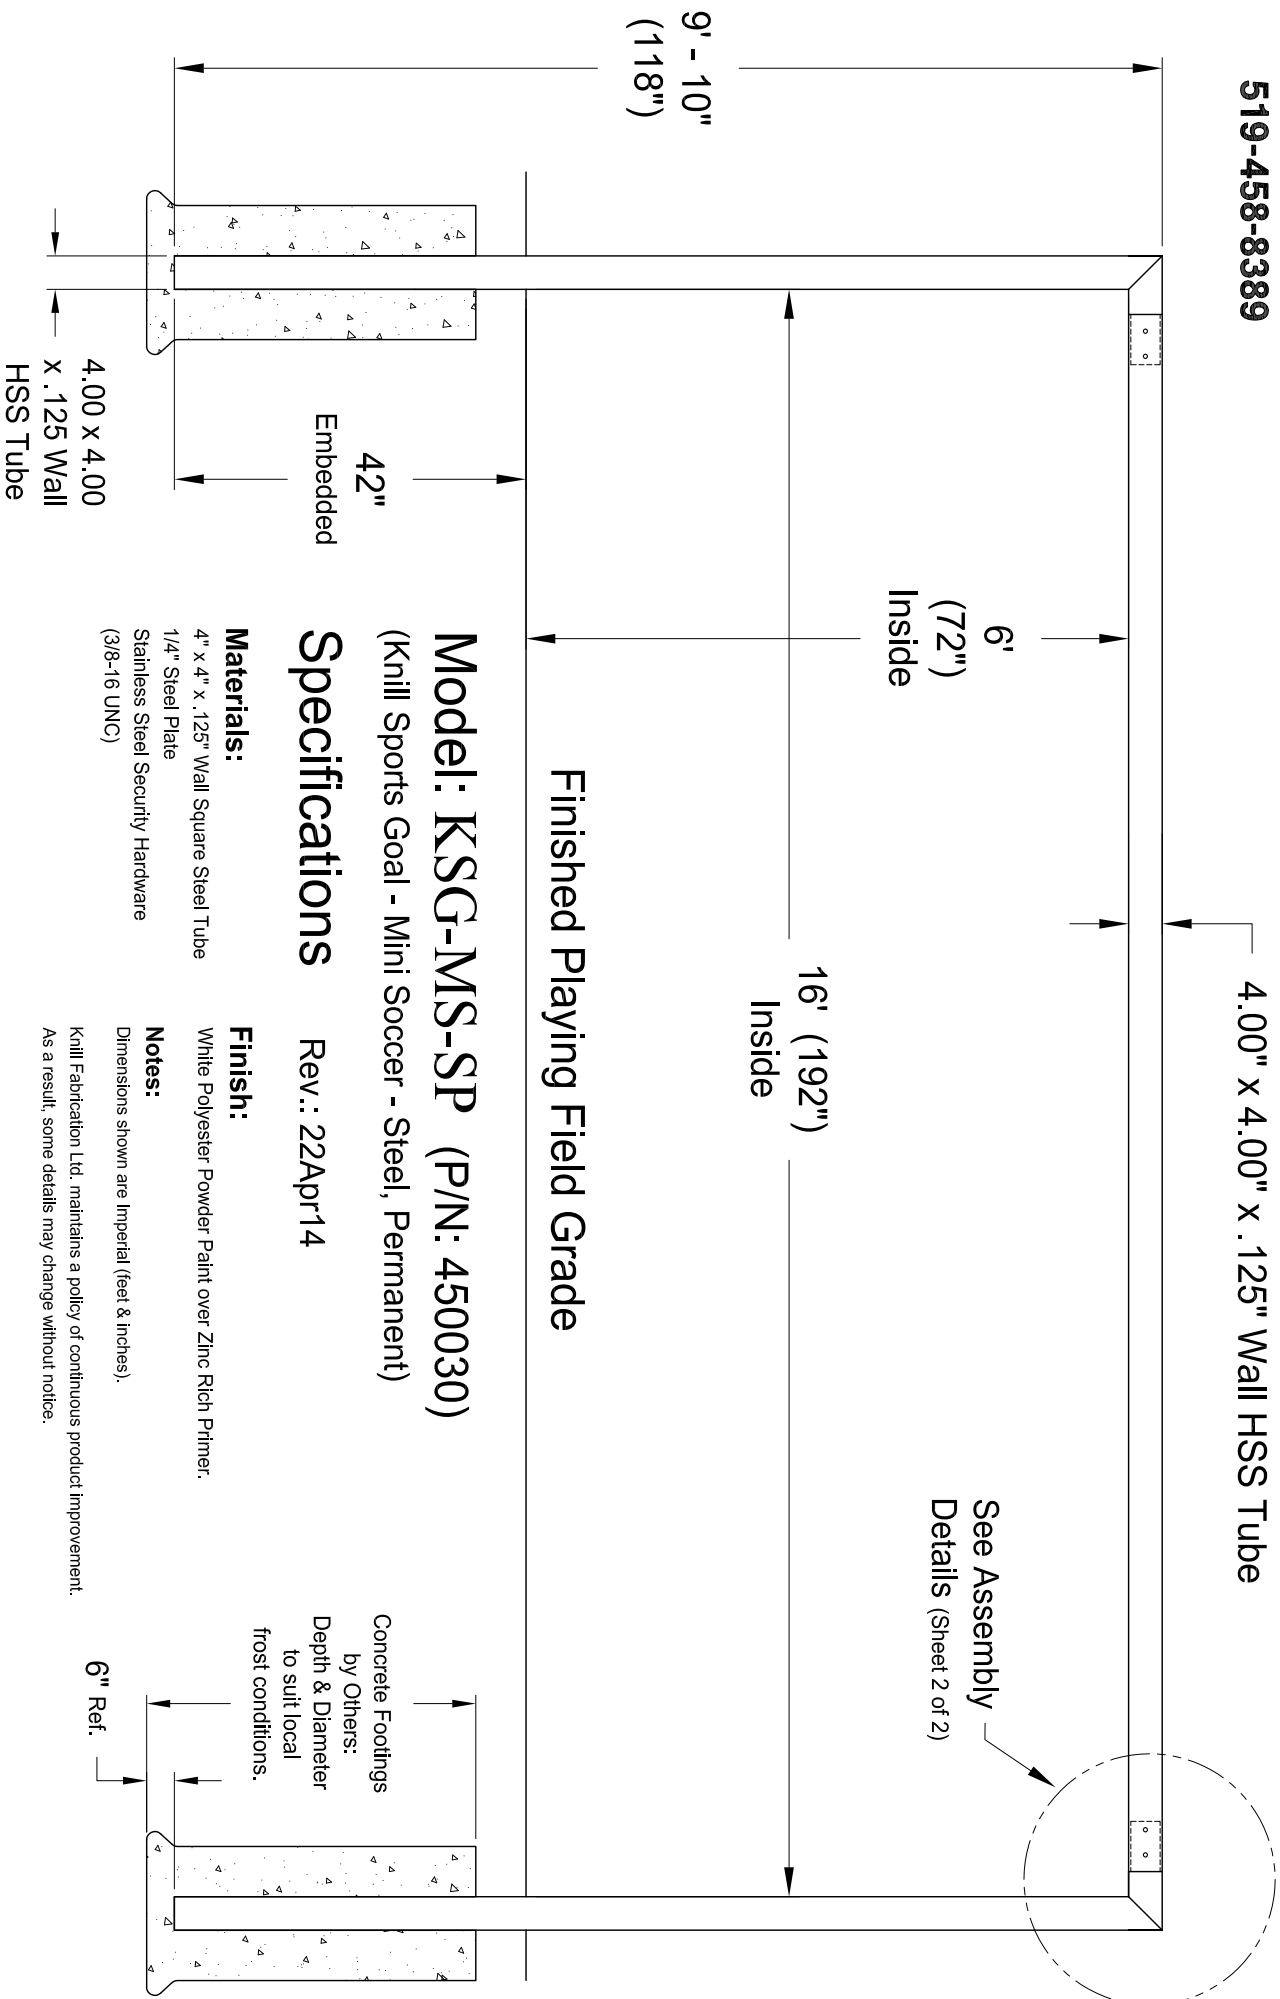 519-458-8389
4.00" x 4.00" x .125" Wall HSS Tube
9' - 10"
(118")
6'
(72")
Inside
16' (192")
Inside
See Assembly
Details (Sheet 2 of 2)
Finished Playing Field Grade
42"
Embedded
4.00 x 4.00
x .125 Wall
HSS Tube
Model: KSG-MS-SP (P/N: 450030)
(Knill Sports Goal - Mini Soccer - Steel, Permanent)
Specifications Rev.: 22Apr14
Materials:
4" x 4" x .125" Wall Square Steel Tube
1/4" Steel Plate
Stainless Steel Security Hardware
(3/8-16 UNC)
Finish:
White Polyester Powder Paint over Zinc Rich Primer.
Notes:
Dimensions shown are Imperial (feet & inches).
Knill Fabrication Ltd. maintains a policy of continuous product improvement.
As a result, some details may change without notice.
Concrete Footings
by Others:
Depth & Diameter
to suit local
frost conditions.
6" Ref.